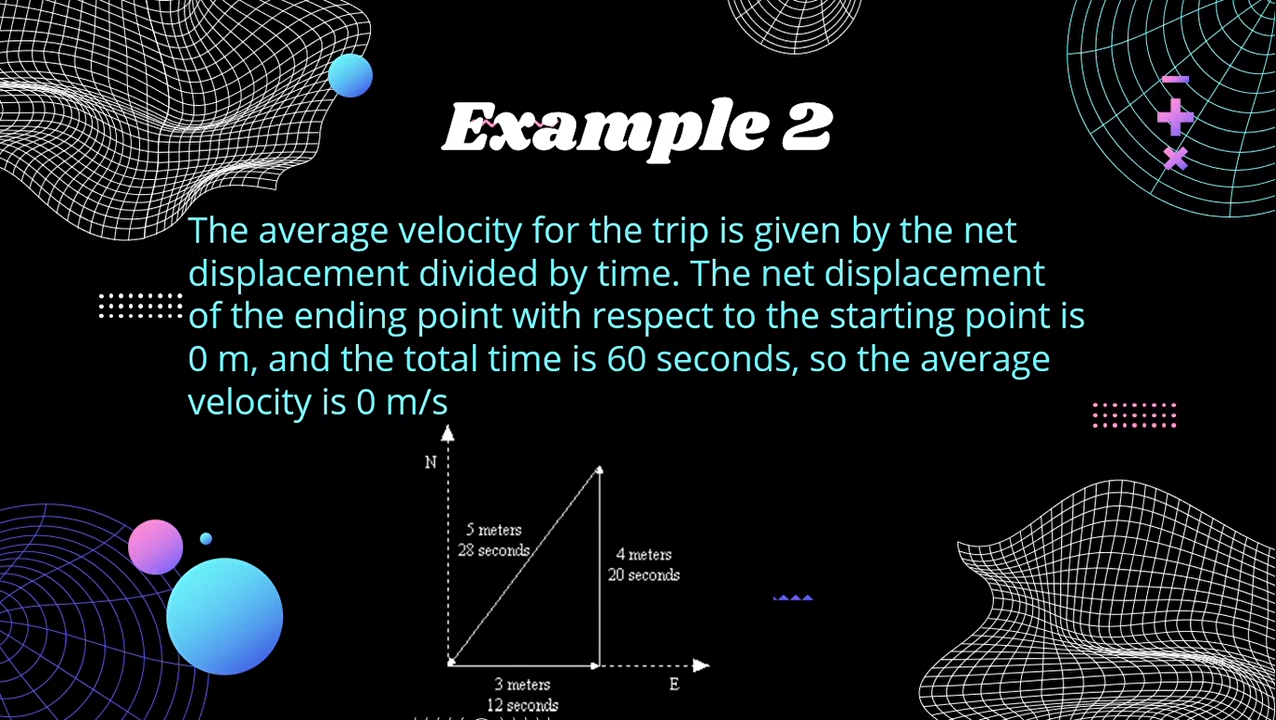 Example 2
The average velocity for the trip is given by the net
displacement divided by time. The net displacement
of the ending point with respect to the starting point is
0 m, and the total time is 60 seconds, so the average
velocity is 0 m/s
N
5 meters
28 seconds
4 meters
20 seconds
3 meters
12 seconds
E